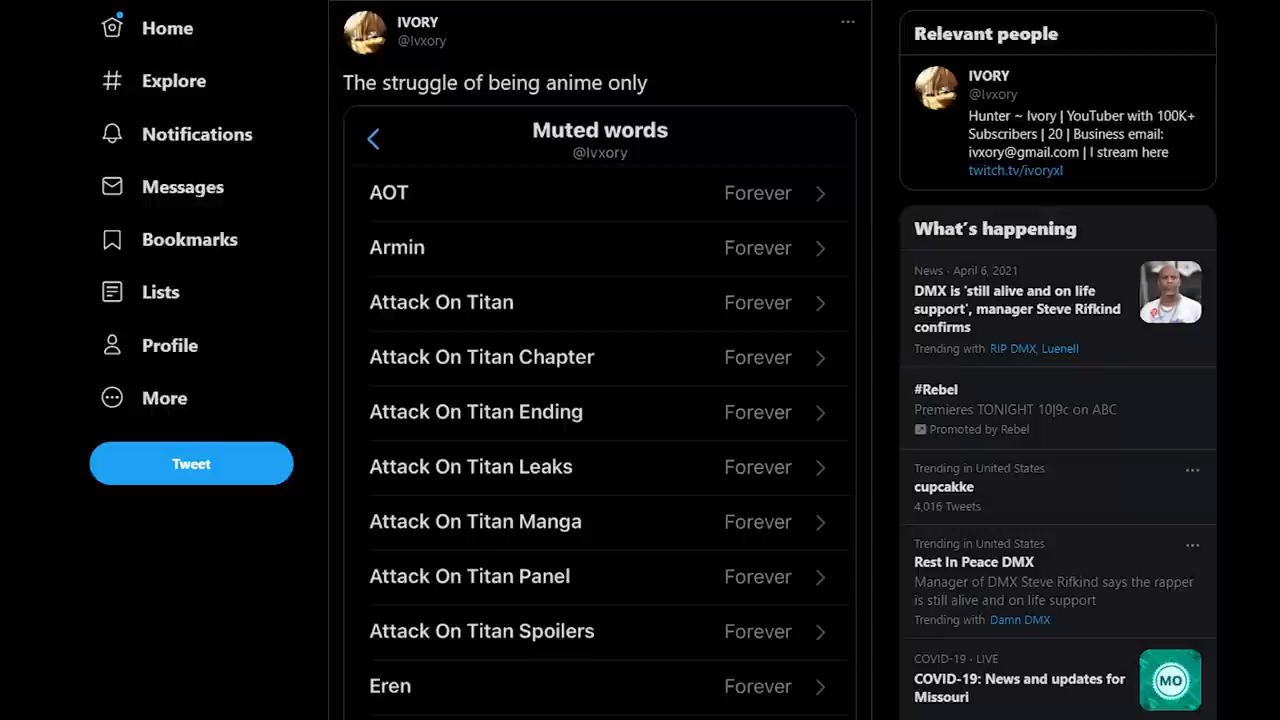 Home
Explore
Notifications
Messages
Bookmarks
Lists
Profile
More
Tweet
IVORY
@Ivxory
The struggle of being anime only
Muted words
@Ivxory
AOT Forever
Armin Forever
Attack On Titan Forever
Attack On Titan Chapter Forever
Attack On Titan Ending Forever
Attack On Titan Leaks Forever
Attack On Titan Manga Forever
Attack On Titan Panel Forever
Attack On Titan Spoilers Forever
Eren Forever
Relevant people
IVORY
@Ivxory
Hunter ~ Ivory | YouTuber with 100K+
Subscribers | 20 | Business email:
ivxory@gmail.com | I stream here
twitch.tv/ivoryxl
What's happening
News · April 6, 2021
DMX is 'still alive and on life
support', manager Steve Rifkind
confirms
Trending with RIP DMX, Luenell
#Rebel
Premieres TONIGHT 10|9c on ABC
Promoted by Rebel
Trending in United States
cupcakke
4,016 Tweets
Trending in United States
Rest In Peace DMX
Manager of DMX Steve Rifkind says the rapper
is still alive and on life support
Trending with Damn DMX
COVID-19 · LIVE
COVID-19: News and updates for
Missouri
MO